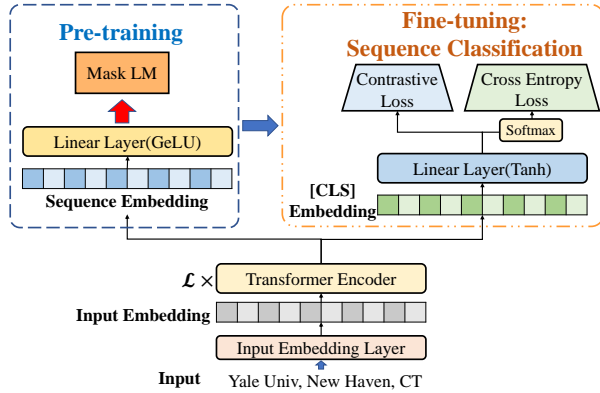 Pre-training
Mask LM
Linear Layer(GeLU)
Sequence Embedding
Fine-tuning:
Sequence Classification
Contrastive
Loss
Cross Entropy
Loss
Softmax
Linear Layer(Tanh)
[CLS]
Embedding
ℒ ×
Transformer Encoder
Input Embedding
Input Embedding Layer
Input
Yale Univ, New Haven, CT